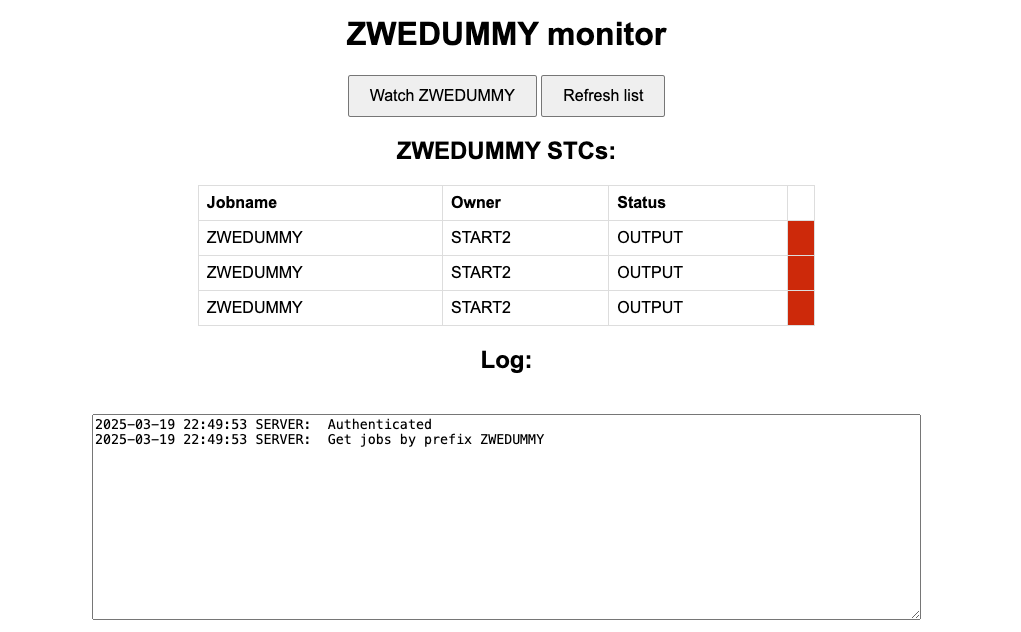 ZWEDUMMY monitor
Watch ZWEDUMMY Refresh list
ZWEDUMMY STCs:
Jobname Owner Status
ZWEDUMMY START2 OUTPUT
ZWEDUMMY START2 OUTPUT
ZWEDUMMY START2 OUTPUT
Log:
2025-03-19 22:49:53 SERVER:  Authenticated
2025-03-19 22:49:53 SERVER:  Get jobs by prefix ZWEDUMMY